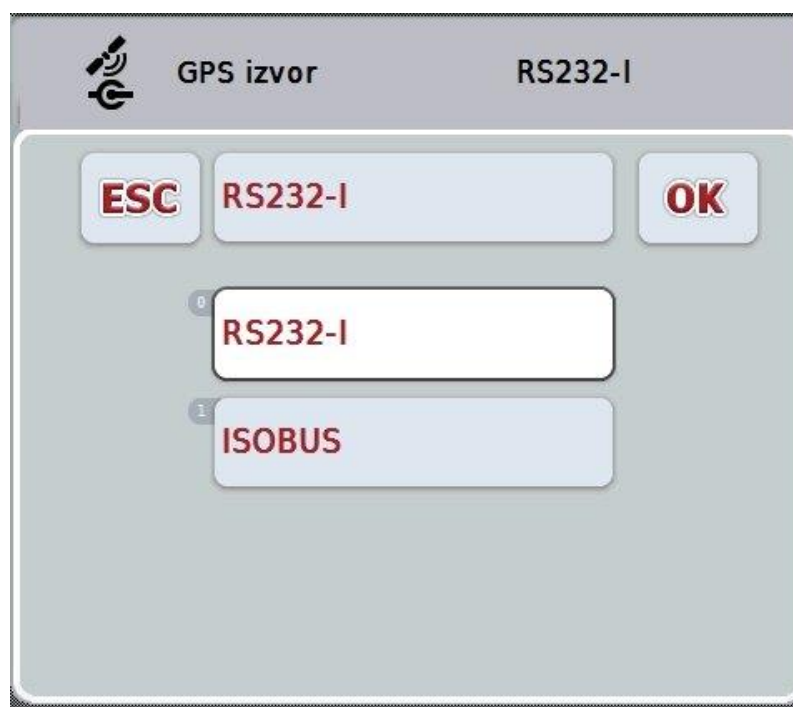 GPS izvor RS232-I
ESC RS232-I OK
0
RS232-I
1
ISOBUS